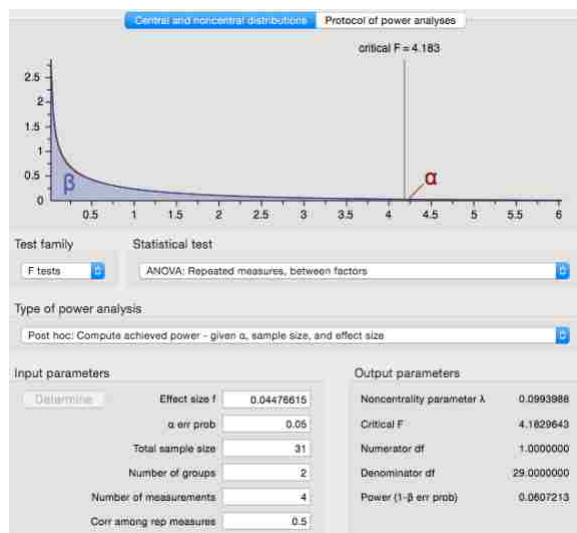 Central and noncentral distributions Protocol of power analyses
critical F = 4.183
2.5
2
1.5
1
0.5
0
β
α
0.5 1 1.5 2 2.5 3 3.5 4 4.5 5 5.5 6
Test family Statistical test
F tests ANOVA: Repeated measures, between factors
Type of power analysis
Post hoc: Compute achieved power - given α, sample size, and effect size
Input parameters Output parameters
Determine Effect size f 0.04476615 Noncentrality parameter λ 0.0993988
α err prob 0.05 Critical F 4.1829643
Total sample size 31 Numerator df 1.0000000
Number of groups 2 Denominator df 29.0000000
Number of measurements 4 Power (1-β err prob) 0.0607213
Corr among rep measures 0.5